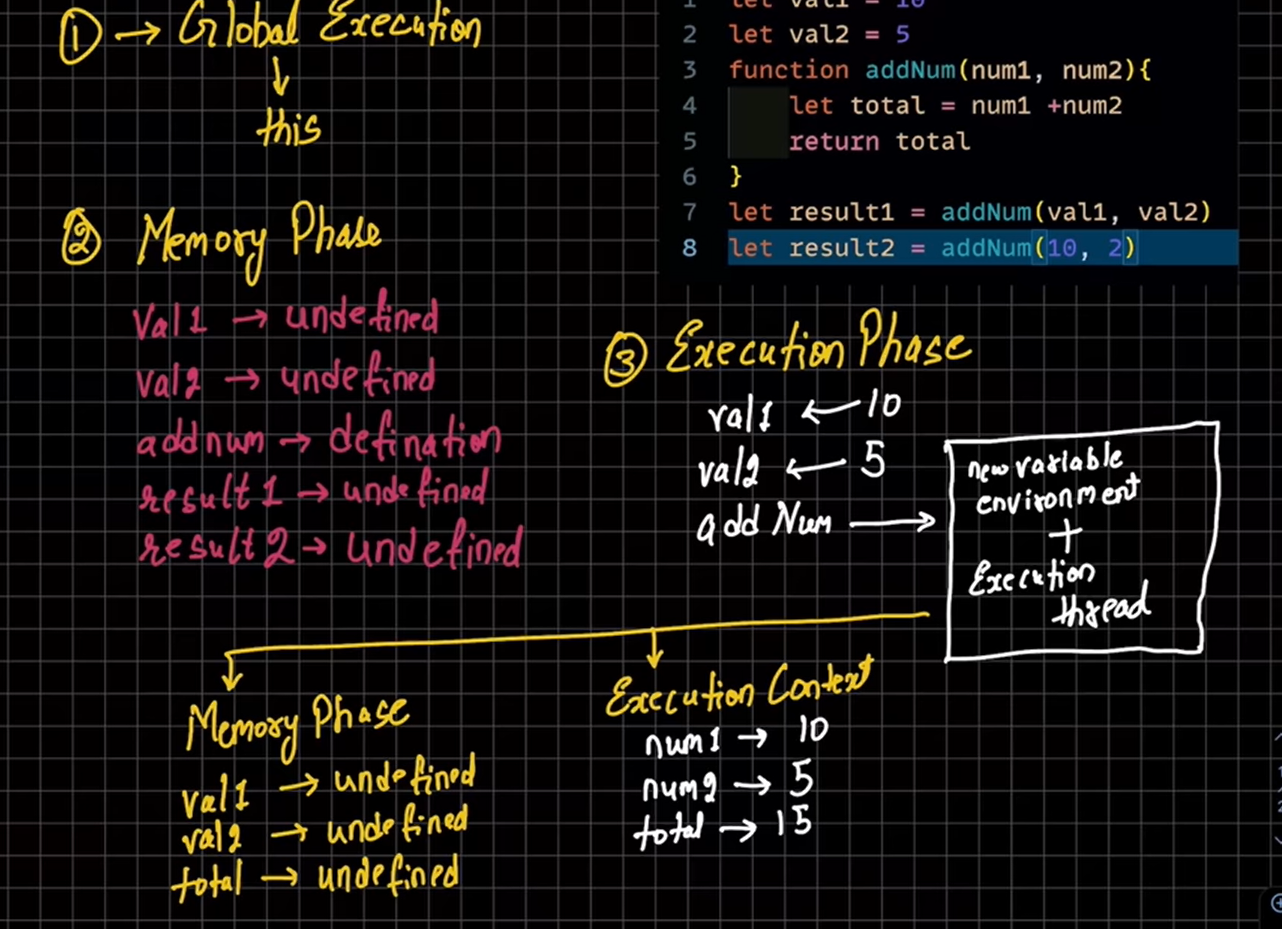 ① → Global Execution
↓
this
1 let val1 = 10
2 let val2 = 5
3 function addNum(num1, num2){
4 let total = num1 +num2
5 return total
6 }
7 let result1 = addNum(val1, val2)
8 let result2 = addNum(10, 2)
② Memory Phase
Val1 → undefined
val2 → undefined
addnum → defination
result1 → undefined
result2 → undefined
③ Execution Phase
val1 ← 10
val2 ← 5
addNum →
new variable
environment
+
Execution
thread
Memory Phase
val1 → undefined
val2 → undefined
total → undefined
Execution Context
num1 → 10
num2 → 5
total → 15